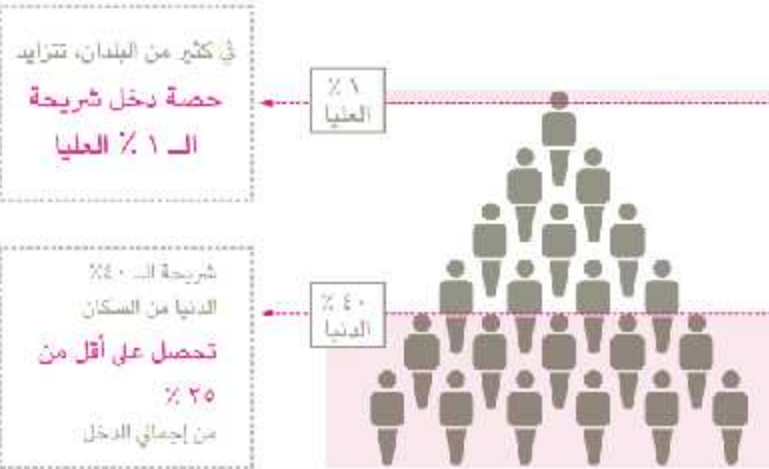 في كثير من البلدان، تتزايد
حصة دخل شريحة
الـ ١ ٪ العليا
١ ٪
العليا
شريحة الـ ٤٠٪
الدنيا من السكان
تحصل على أقل من
٢٥ ٪
من إجمالي الدخل
٤٠ ٪
الدنيا